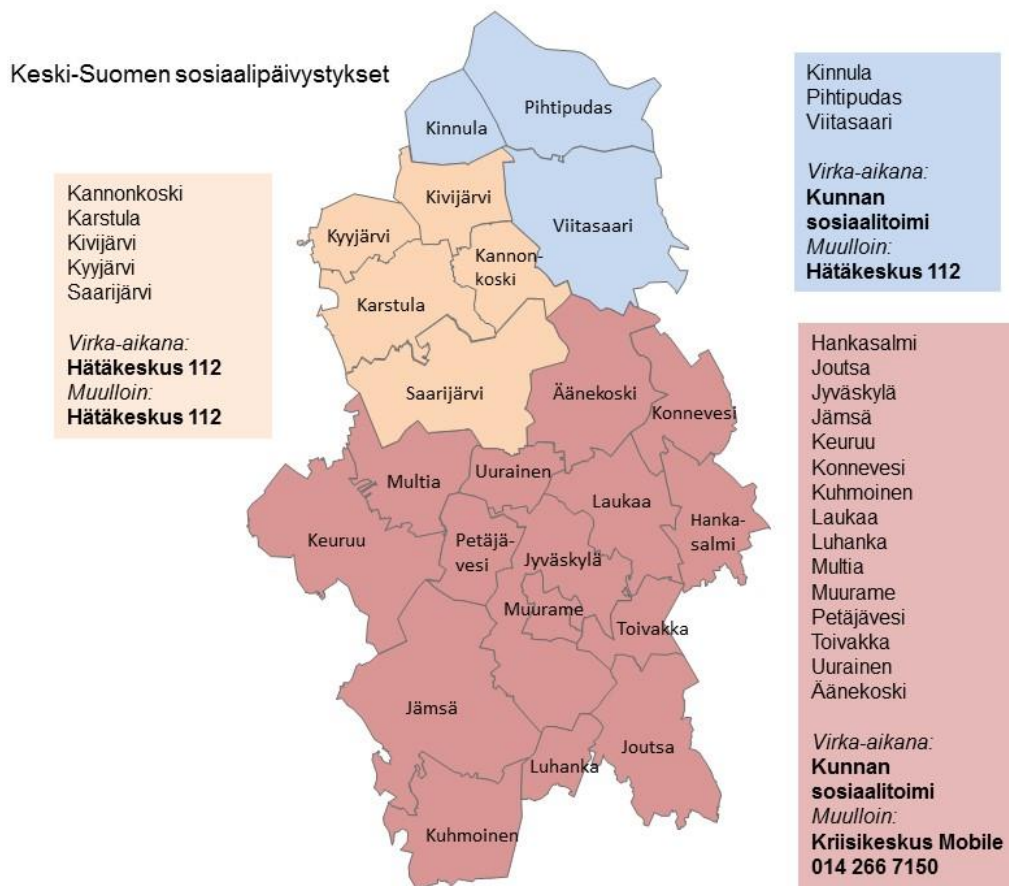 Keski-Suomen sosiaalipäivystykset
Kannonkoski
Karstula
Kivijärvi
Kyyjärvi
Saarijärvi
Virka-aikana:
Hätäkeskus 112
Muulloin:
Hätäkeskus 112
Pihtipudas
Kinnula
Kivijärvi
Viitasaari
Kyyjärvi
Kannon-
koski
Karstula
Saarijärvi
Äänekoski
Konnevesi
Multia
Uurainen
Laukaa
Hanka-
salmi
Keuruu
Petäjä-
vesi
Jyväskylä
Muurame
Toivakka
Jämsä
Joutsa
Luhanka
Kuhmoinen
Kinnula
Pihtipudas
Viitasaari
Virka-aikana:
Kunnan
sosiaalitoimi
Muulloin:
Hätäkeskus 112
Hankasalmi
Joutsa
Jyväskylä
Jämsä
Keuruu
Konnevesi
Kuhmoinen
Laukaa
Luhanka
Multia
Muurame
Petäjävesi
Toivakka
Uurainen
Äänekoski
Virka-aikana:
Kunnan
sosiaalitoimi
Muulloin:
Kriisikeskus Mobile
014 266 7150